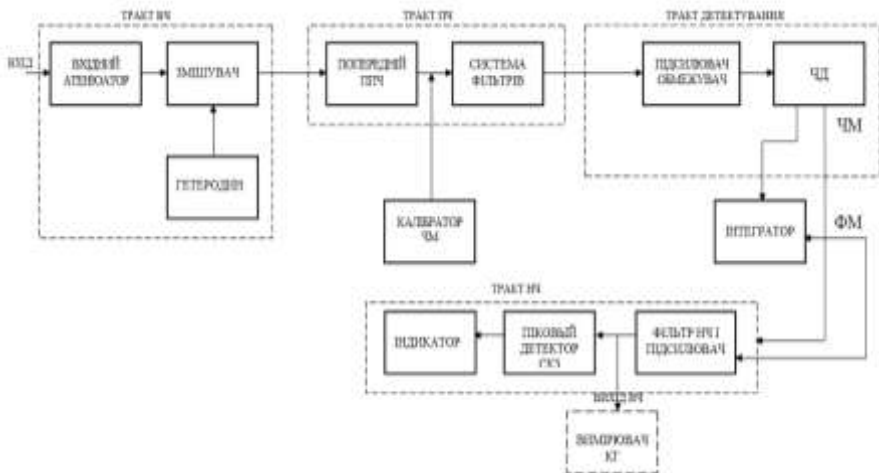 ТРАКТ ВЧ
ТРАКТ ПЧ
ТРАКТ ДЕТЕКТУВАННЯ
ВХІД
ВХІДНИЙ
АТЕНЮАТОР
ЗМІШУВАЧ
ПОПЕРЕДНІЙ
ППЧ
СИСТЕМА
ФІЛЬТРІВ
ПІДСИЛЮВАЧ
ОБМЕЖУВАЧ
ЧД
ЧМ
ГЕТЕРОДИН
КАЛІБРАТОР
ЧМ
ІНТЕГРАТОР
ФМ
ТРАКТ НЧ
ІНДИКАТОР
ПІКОВЫЙ
ДЕТЕКТОР
СКЗ
ФІЛЬТР НЧ І
ПІДСИЛЮВАЧ
ВИХІД НЧ
ВИМІРЮВАЧ
КГ